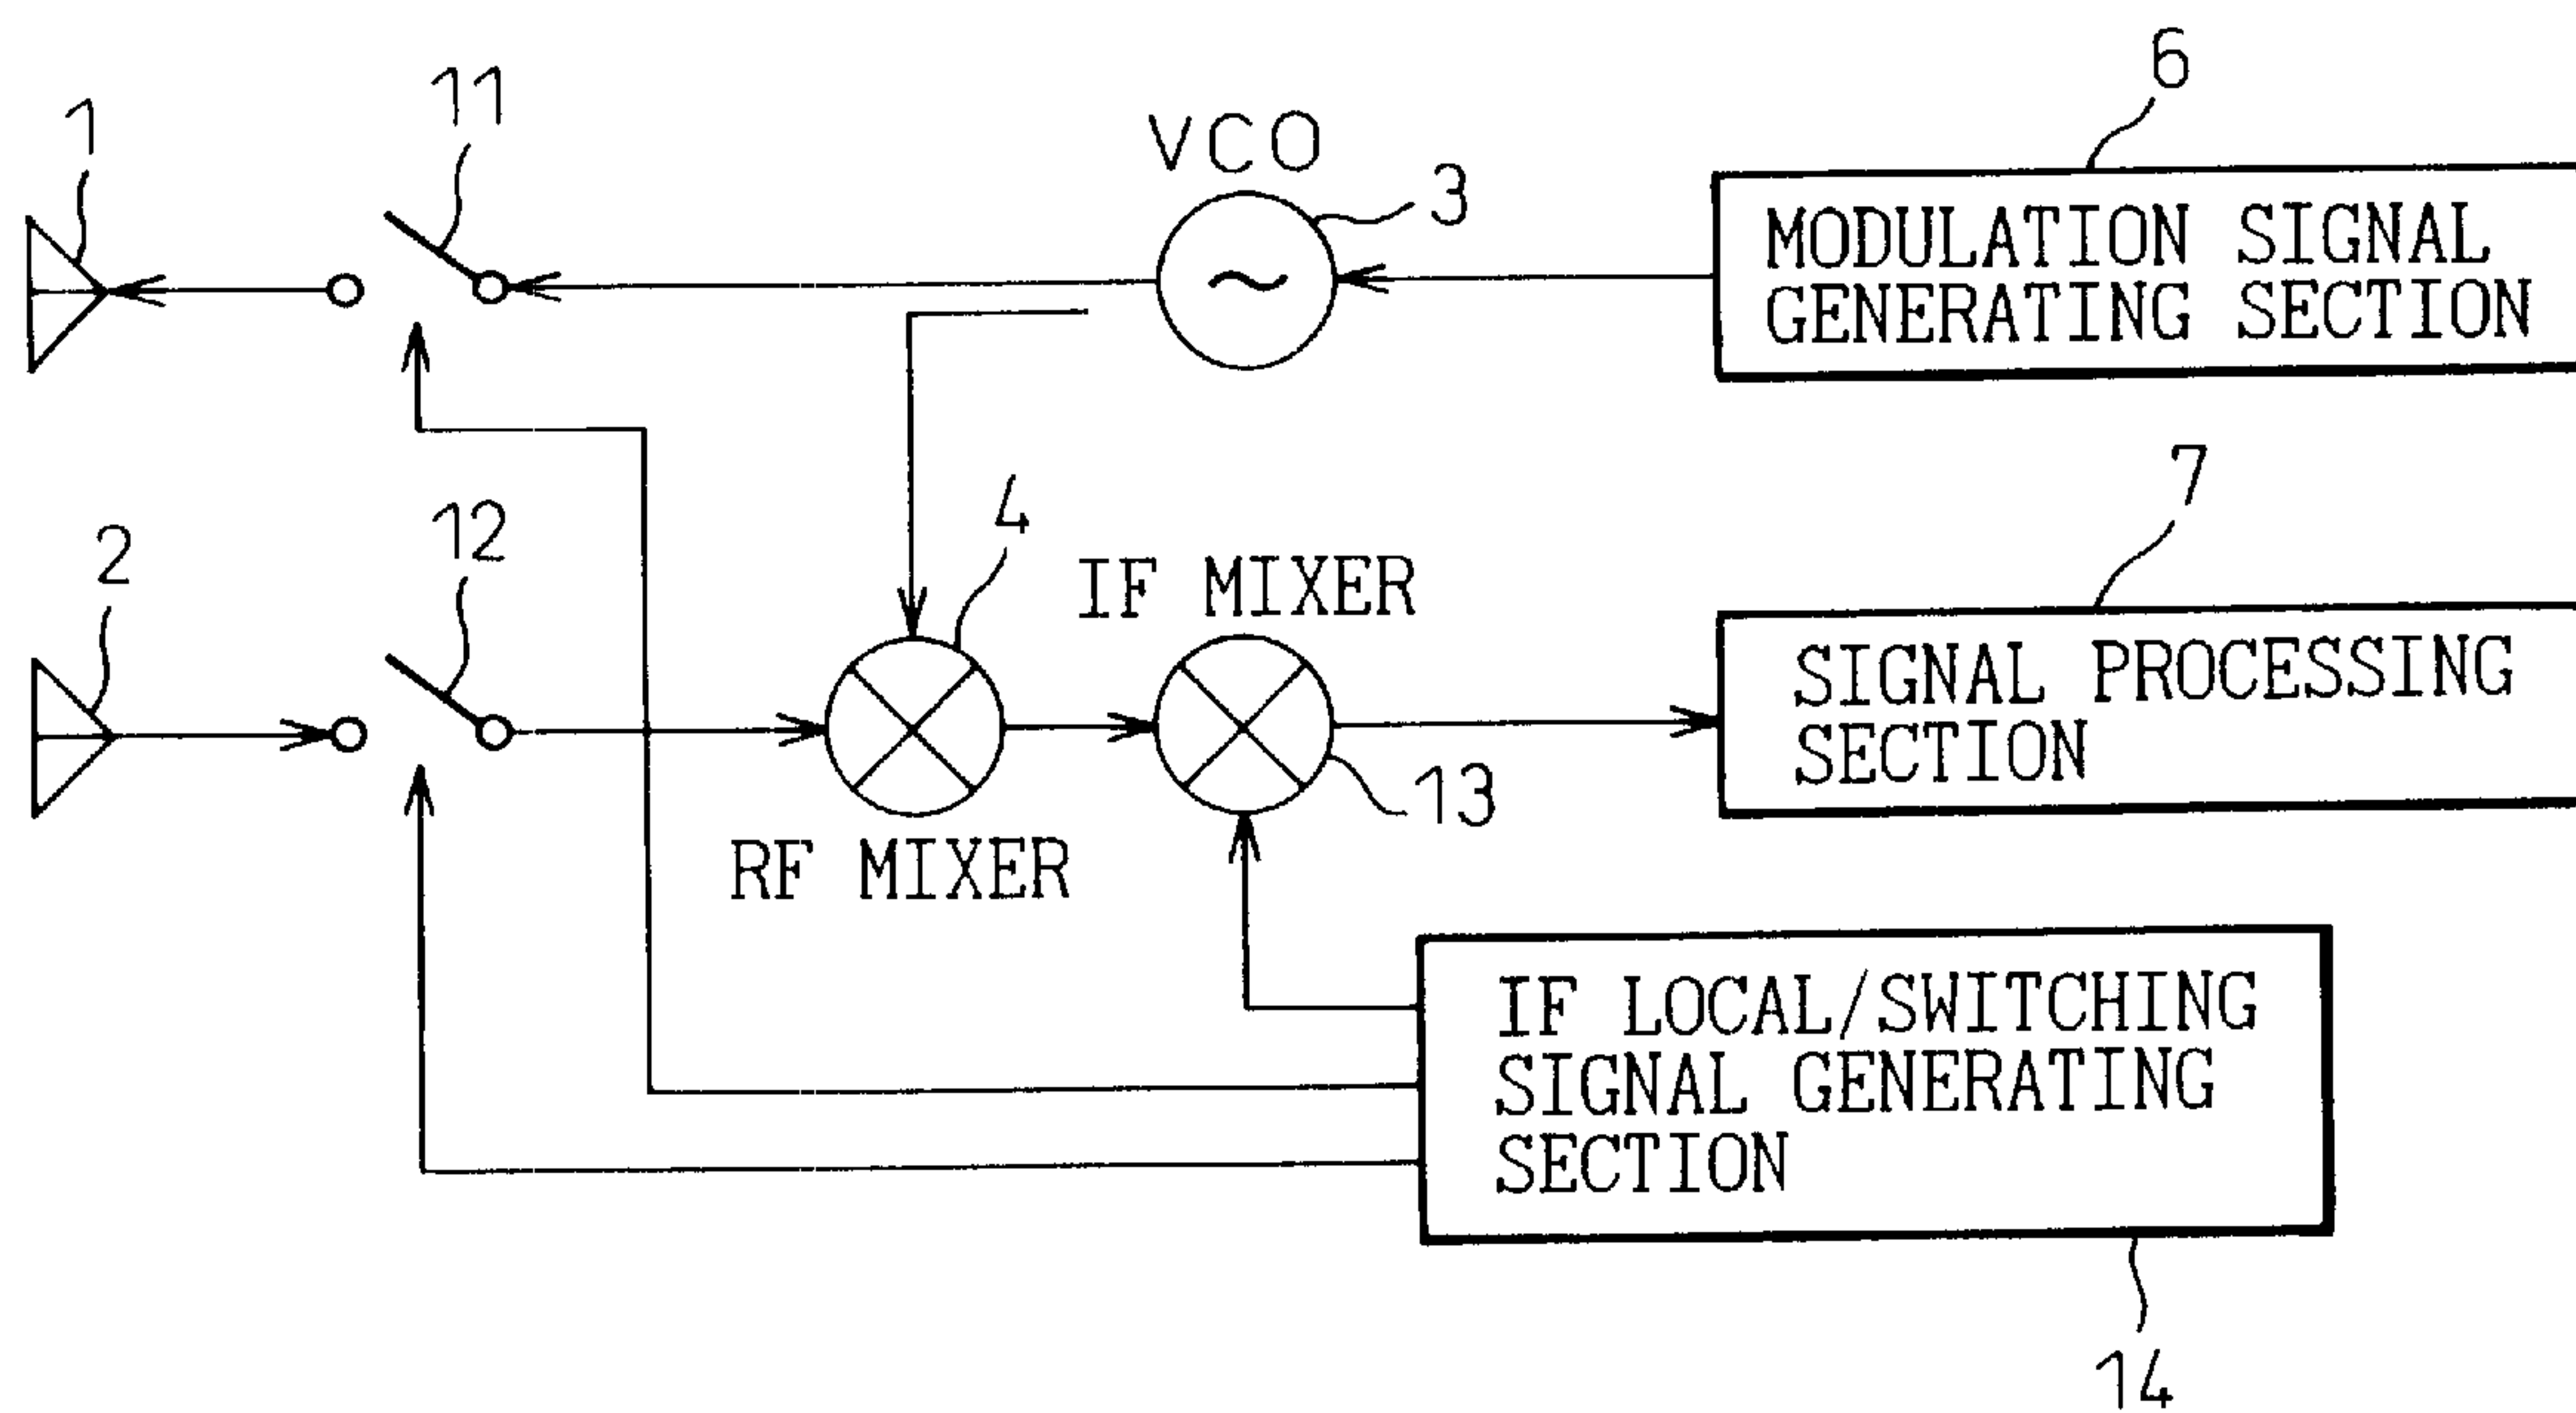 1
11
VCO
3
6
MODULATION SIGNAL
GENERATING SECTION
2
12
4
IF MIXER
13
RF MIXER
7
SIGNAL PROCESSING
SECTION
IF LOCAL/SWITCHING
SIGNAL GENERATING
SECTION
14